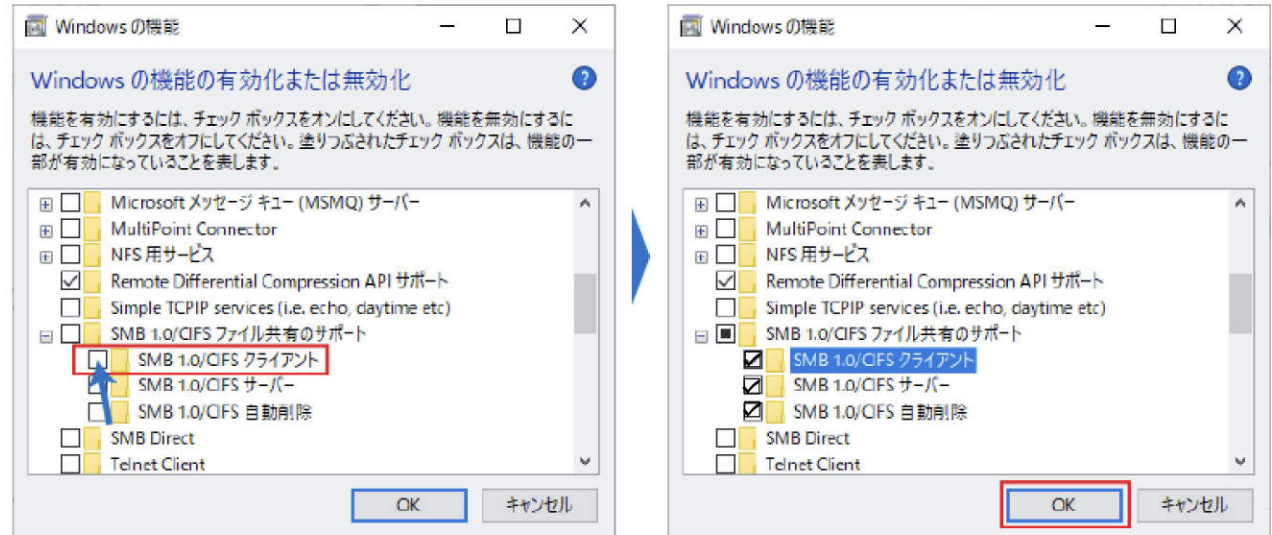 Windows の機能
Windows の機能の有効化または無効化
機能を有効にするには、チェック ボックスをオンにしてください。機能を無効にするに
は、チェック ボックスをオフにしてください。塗りつぶされたチェック ボックスは、機能の一
部が有効になっていることを表します。
Microsoft メッセージ キュー (MSMQ) サーバー
MultiPoint Connector
NFS 用サービス
Remote Differential Compression API サポート
Simple TCPIP services (i.e. echo, daytime etc)
SMB 1.0/CIFS ファイル共有のサポート
SMB 1.0/CIFS クライアント
SMB 1.0/CIFS サーバー
SMB 1.0/CIFS 自動削除
SMB Direct
Telnet Client
OK
キャンセル
Windows の機能
Windows の機能の有効化または無効化
機能を有効にするには、チェック ボックスをオンにしてください。機能を無効にするに
は、チェック ボックスをオフにしてください。塗りつぶされたチェック ボックスは、機能の一
部が有効になっていることを表します。
Microsoft メッセージ キュー (MSMQ) サーバー
MultiPoint Connector
NFS 用サービス
Remote Differential Compression API サポート
Simple TCPIP services (i.e. echo, daytime etc)
SMB 1.0/CIFS ファイル共有のサポート
SMB 1.0/CIFS クライアント
SMB 1.0/CIFS サーバー
SMB 1.0/CIFS 自動削除
SMB Direct
Telnet Client
OK
キャンセル